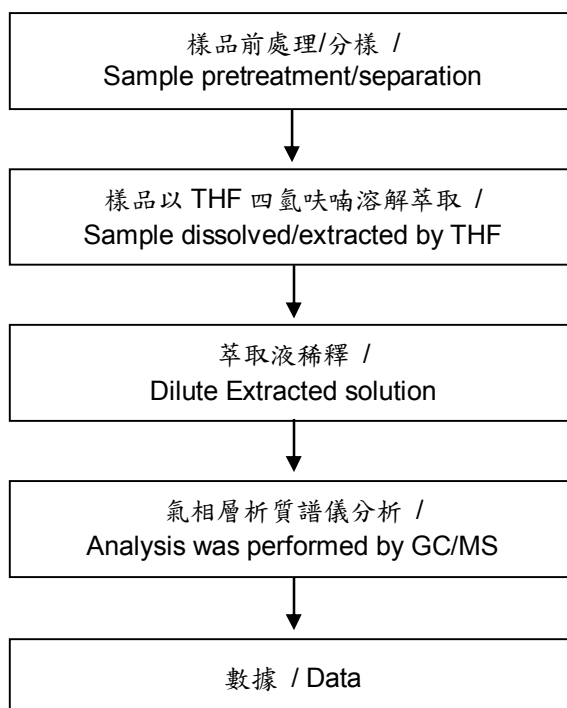 樣品前處理/分樣 /
Sample pretreatment/separation
樣品以 THF 四氫呋喃溶解萃取 /
Sample dissolved/extracted by THF
萃取液稀釋 /
Dilute Extracted solution
氣相層析質譜儀分析 /
Analysis was performed by GC/MS
數據 / Data